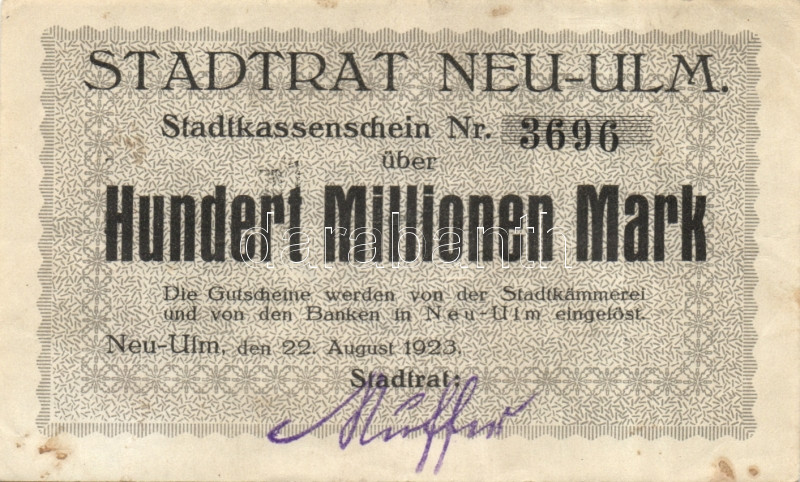 STADTRAT NEU-ULM.
Stadtkassenschein Nr. 3696
über
Hundert Millionen Mark
darabanth
Die Gutscheine werden von der Stadtkämmerei
und von den Banken in Neu-Ulm eingelöst.
Neu-Ulm, den 22. August 1923.
Stadtrat: